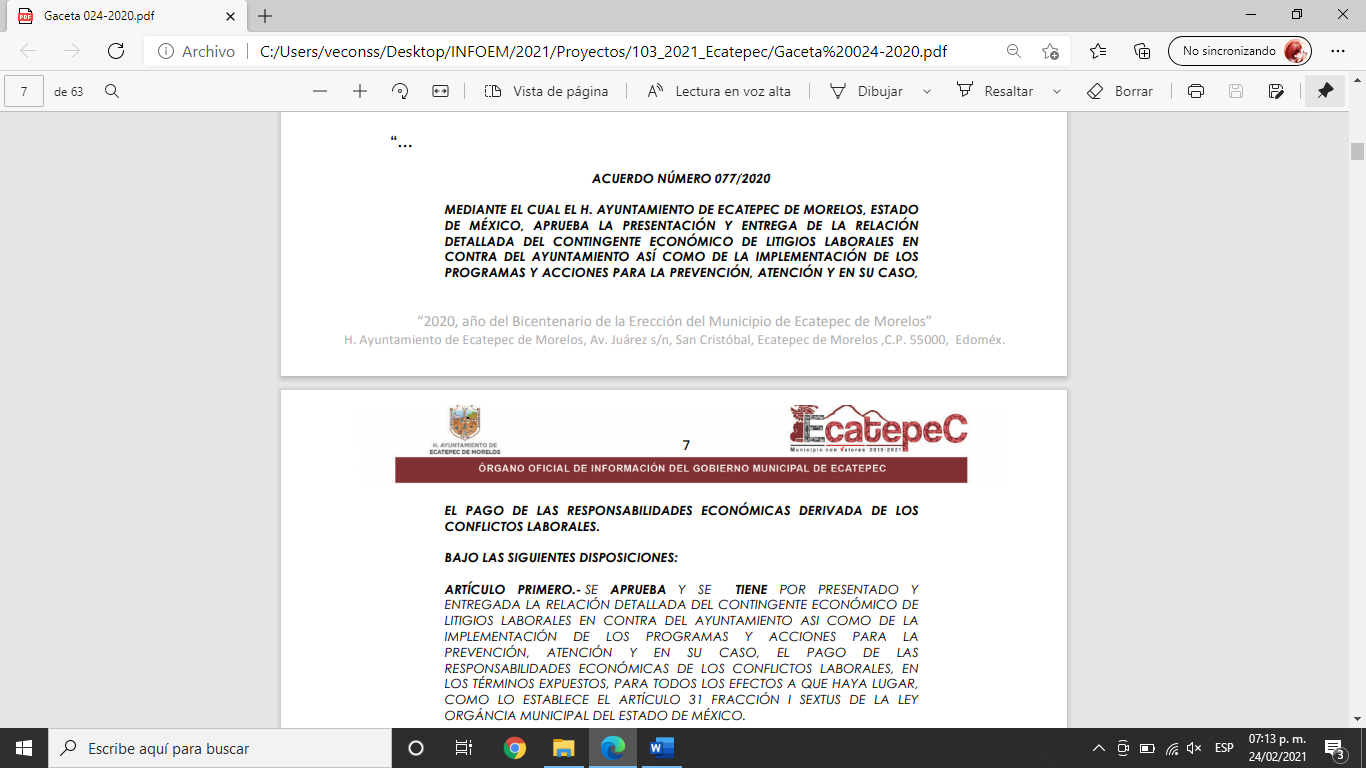 Gaceta 024-2020.pdf
Archivo C:/Users/veconss/Desktop/INFOEM/2021/Proyectos/103_2021_Ecatepec/Gaceta%20024-2020.pdf No sincronizando
7 de 63 Vista de página Lectura en voz alta Dibujar Resaltar Borrar
“…
ACUERDO NÚMERO 077/2020
MEDIANTE EL CUAL EL H. AYUNTAMIENTO DE ECATEPEC DE MORELOS, ESTADO
DE MÉXICO, APRUEBA LA PRESENTACIÓN Y ENTREGA DE LA RELACIÓN
DETALLADA DEL CONTINGENTE ECONÓMICO DE LITIGIOS LABORALES EN
CONTRA DEL AYUNTAMIENTO ASÍ COMO DE LA IMPLEMENTACIÓN DE LOS
PROGRAMAS Y ACCIONES PARA LA PREVENCIÓN, ATENCIÓN Y EN SU CASO,
“2020, año del Bicentenario de la Erección del Municipio de Ecatepec de Morelos”
H. Ayuntamiento de Ecatepec de Morelos, Av. Juárez s/n, San Cristóbal, Ecatepec de Morelos ,C.P. 55000, Edoméx.
H. AYUNTAMIENTO DE
ECATEPEC DE MORELOS
7
EcatepeC
Municipio con Valores 2019-2021
ÓRGANO OFICIAL DE INFORMACIÓN DEL GOBIERNO MUNICIPAL DE ECATEPEC
EL PAGO DE LAS RESPONSABILIDADES ECONÓMICAS DERIVADA DE LOS
CONFLICTOS LABORALES.
BAJO LAS SIGUIENTES DISPOSICIONES:
ARTÍCULO PRIMERO.- SE APRUEBA Y SE TIENE POR PRESENTADO Y
ENTREGADA LA RELACIÓN DETALLADA DEL CONTINGENTE ECONÓMICO DE
LITIGIOS LABORALES EN CONTRA DEL AYUNTAMIENTO ASI COMO DE LA
IMPLEMENTACIÓN DE LOS PROGRAMAS Y ACCIONES PARA LA
PREVENCIÓN, ATENCIÓN Y EN SU CASO, EL PAGO DE LAS
RESPONSABILIDADES ECONÓMICAS DE LOS CONFLICTOS LABORALES, EN
LOS TÉRMINOS EXPUESTOS, PARA TODOS LOS EFECTOS A QUE HAYA LUGAR,
COMO LO ESTABLECE EL ARTÍCULO 31 FRACCIÓN I SEXTUS DE LA LEY
ORGÁNCIA MUNICIPAL DEL ESTADO DE MÉXICO.
Escribe aquí para buscar
ESP
07:13 p. m.
24/02/2021
3